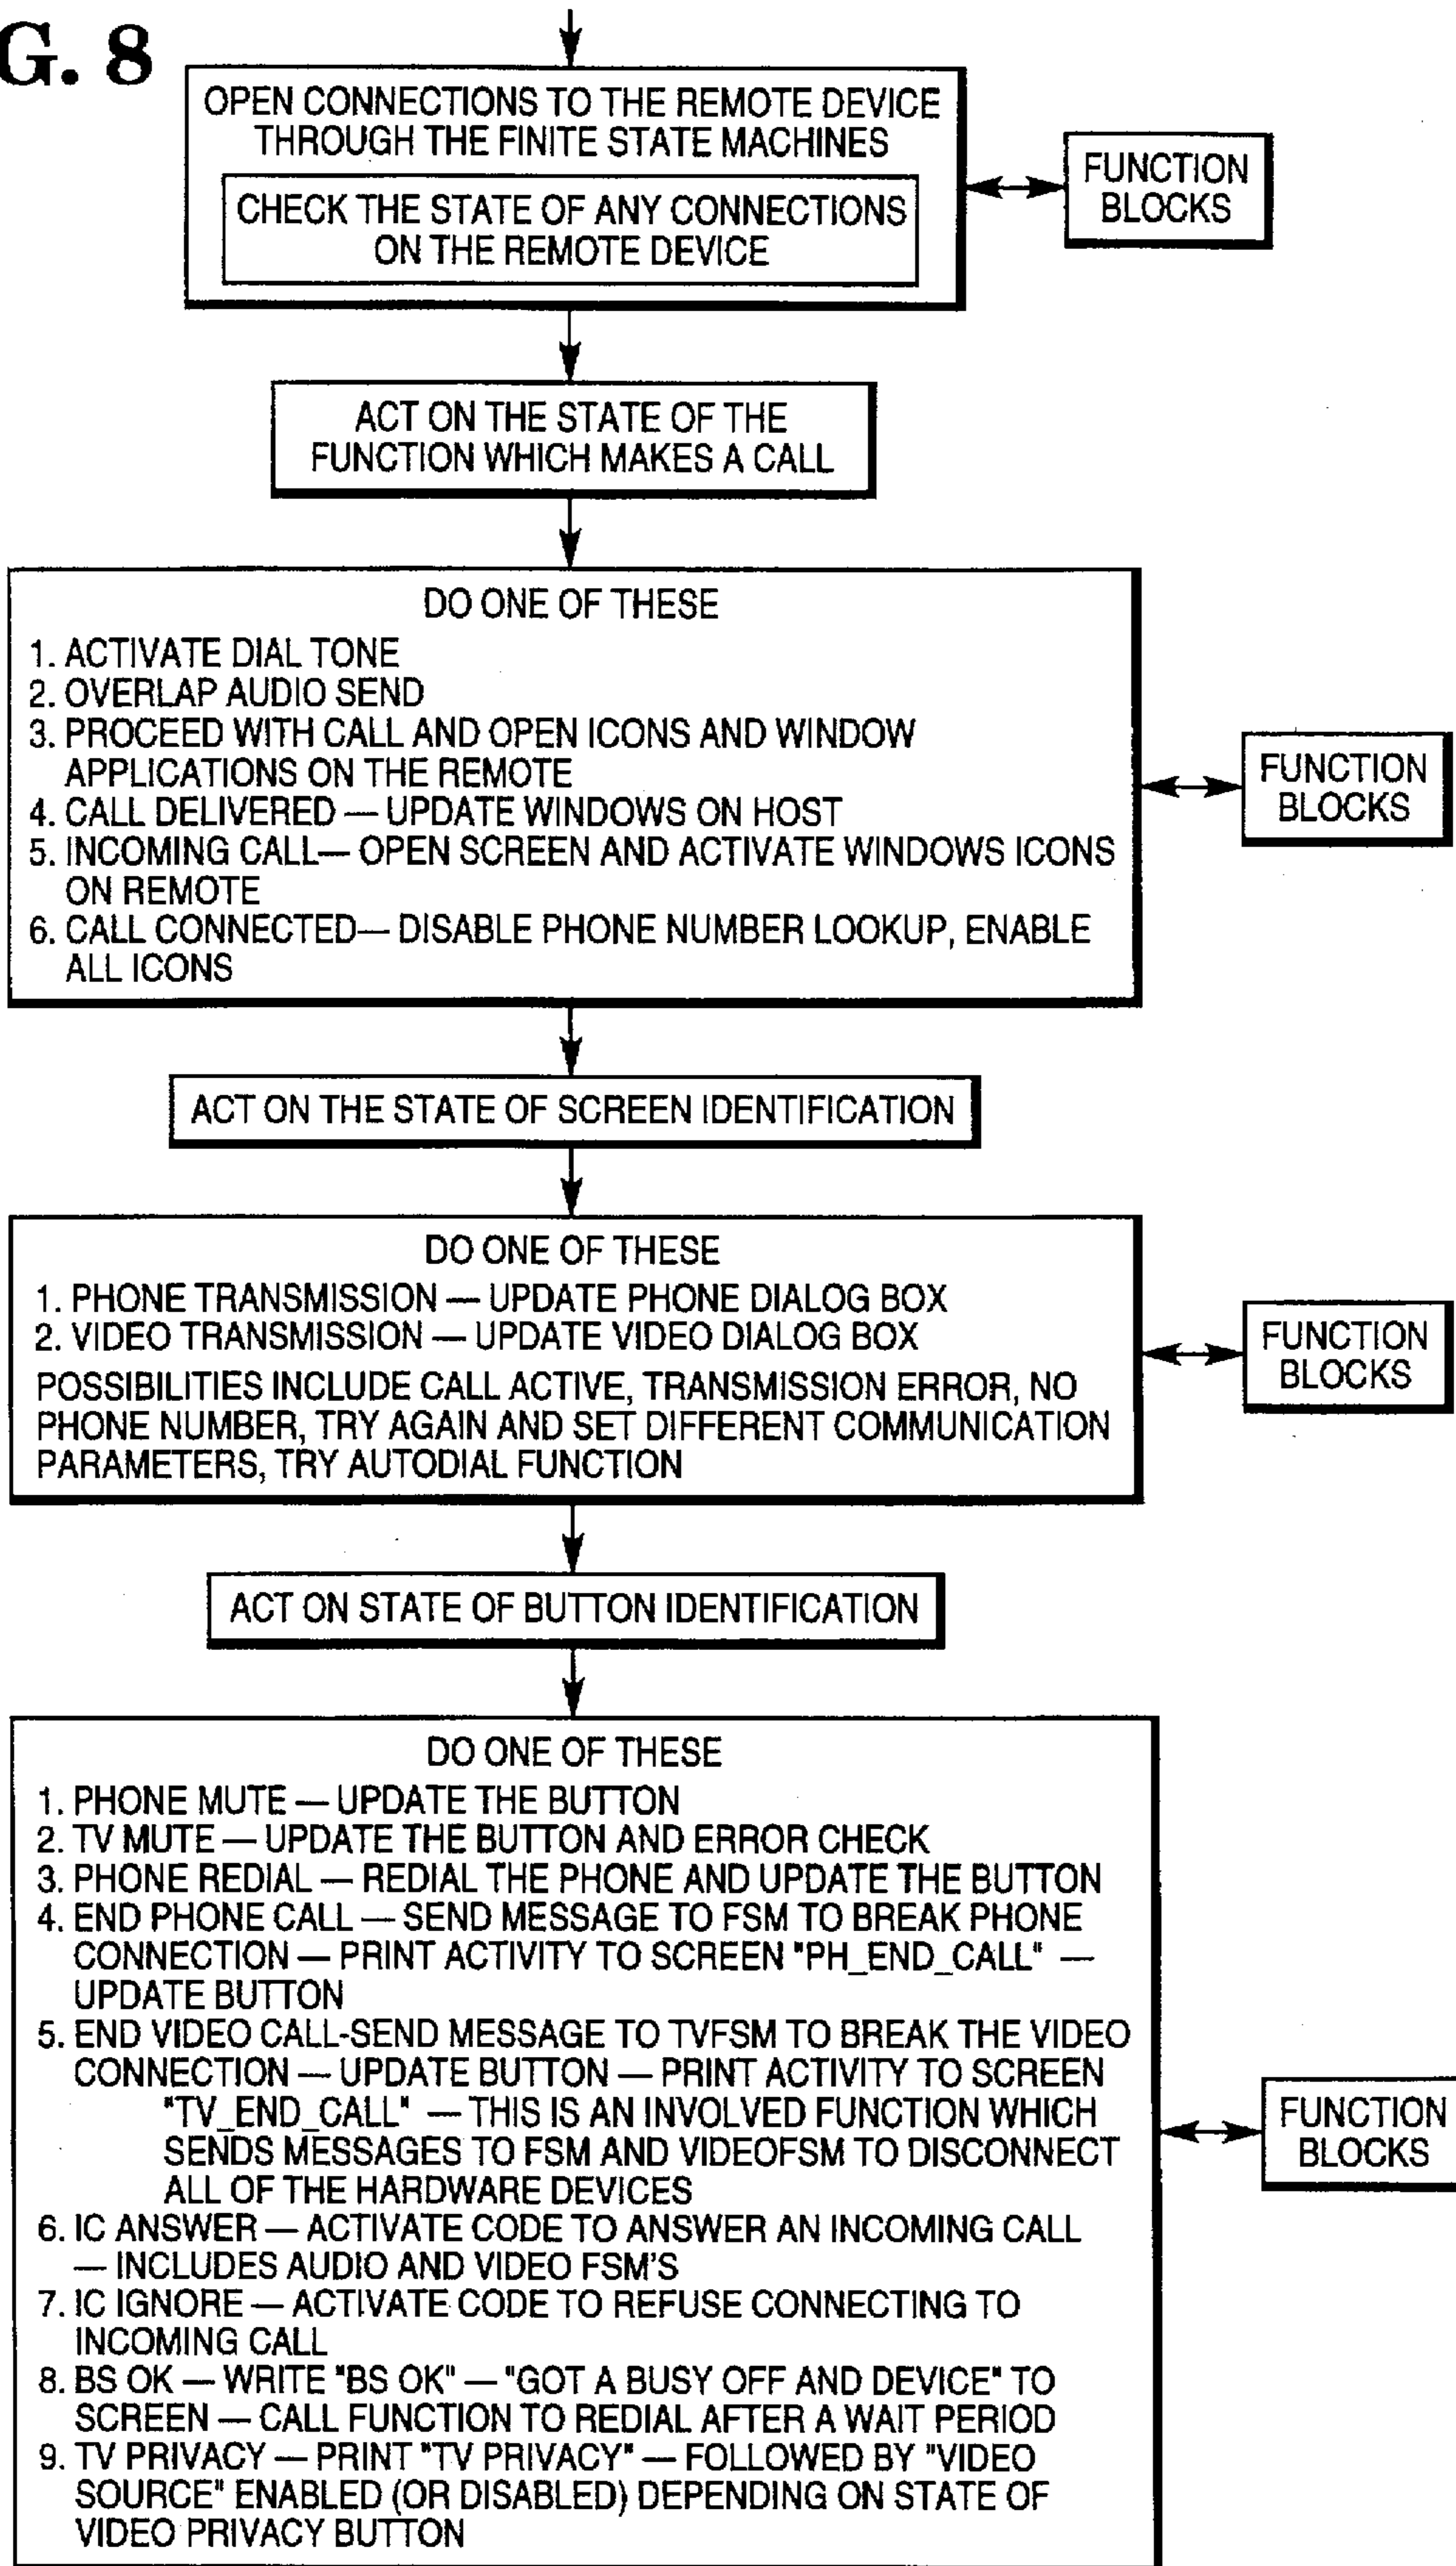 G. 8
OPEN CONNECTIONS TO THE REMOTE DEVICE
THROUGH THE FINITE STATE MACHINES
CHECK THE STATE OF ANY CONNECTIONS
ON THE REMOTE DEVICE
FUNCTION
BLOCKS
ACT ON THE STATE OF THE
FUNCTION WHICH MAKES A CALL
DO ONE OF THESE
1. ACTIVATE DIAL TONE
2. OVERLAP AUDIO SEND
3. PROCEED WITH CALL AND OPEN ICONS AND WINDOW
APPLICATIONS ON THE REMOTE
4. CALL DELIVERED — UPDATE WINDOWS ON HOST
5. INCOMING CALL— OPEN SCREEN AND ACTIVATE WINDOWS ICONS
ON REMOTE
6. CALL CONNECTED— DISABLE PHONE NUMBER LOOKUP, ENABLE
ALL ICONS
FUNCTION
BLOCKS
ACT ON THE STATE OF SCREEN IDENTIFICATION
DO ONE OF THESE
1. PHONE TRANSMISSION — UPDATE PHONE DIALOG BOX
2. VIDEO TRANSMISSION — UPDATE VIDEO DIALOG BOX
POSSIBILITIES INCLUDE CALL ACTIVE, TRANSMISSION ERROR, NO
PHONE NUMBER, TRY AGAIN AND SET DIFFERENT COMMUNICATION
PARAMETERS, TRY AUTODIAL FUNCTION
FUNCTION
BLOCKS
ACT ON STATE OF BUTTON IDENTIFICATION
DO ONE OF THESE
1. PHONE MUTE — UPDATE THE BUTTON
2. TV MUTE — UPDATE THE BUTTON AND ERROR CHECK
3. PHONE REDIAL — REDIAL THE PHONE AND UPDATE THE BUTTON
4. END PHONE CALL — SEND MESSAGE TO FSM TO BREAK PHONE
CONNECTION — PRINT ACTIVITY TO SCREEN "PH_END_CALL" —
UPDATE BUTTON
5. END VIDEO CALL-SEND MESSAGE TO TVFSM TO BREAK THE VIDEO
CONNECTION — UPDATE BUTTON — PRINT ACTIVITY TO SCREEN
"TV_END_CALL" — THIS IS AN INVOLVED FUNCTION WHICH
SENDS MESSAGES TO FSM AND VIDEOFSM TO DISCONNECT
ALL OF THE HARDWARE DEVICES
6. IC ANSWER — ACTIVATE CODE TO ANSWER AN INCOMING CALL
— INCLUDES AUDIO AND VIDEO FSM'S
7. IC IGNORE — ACTIVATE CODE TO REFUSE CONNECTING TO
INCOMING CALL
8. BS OK — WRITE "BS OK" — "GOT A BUSY OFF AND DEVICE" TO
SCREEN — CALL FUNCTION TO REDIAL AFTER A WAIT PERIOD
9. TV PRIVACY — PRINT "TV PRIVACY" — FOLLOWED BY "VIDEO
SOURCE" ENABLED (OR DISABLED) DEPENDING ON STATE OF
VIDEO PRIVACY BUTTON
FUNCTION
BLOCKS